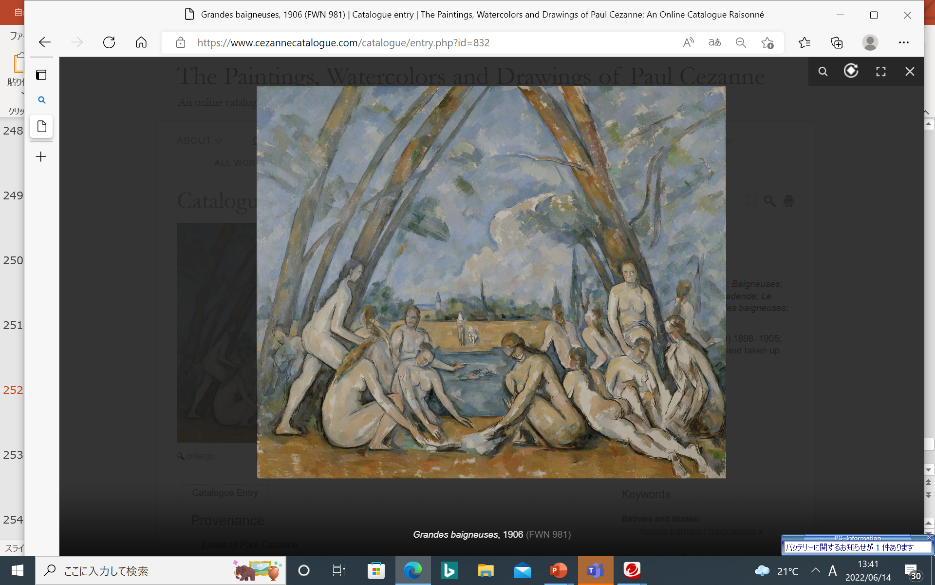 Grandes baigneuses, 1906 (FWN 981) | Catalogue entry | The Paintings, Watercolors and Drawings of Paul Cezanne: An Online Catalogue Raisonné
https://www.cezannecatalogue.com/catalogue/entry.php?id=832
The Paintings, Watercolors and Drawings of Paul Cezanne
ABOUT
ALL WO
Catalogu
Baigneuses;
baigneuses;
1898, 1905;
and taken up
Catalogue Entry
Keywords
Provenance
248
249
250
251
252
253
254
スライ
Grandes baigneuses, 1906 (FWN 981)
PC-Information
バッテリーに関するお知らせが 1 件あります
ここに入力して検索
21°C
A
13:41
2022/06/14
30